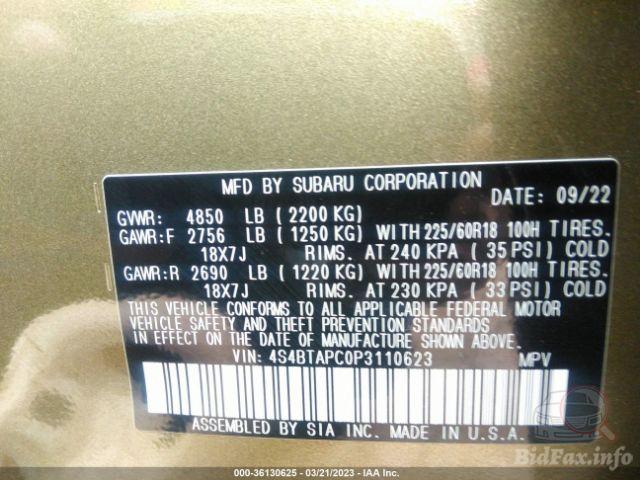 MFD BY SUBARU CORPORATION
DATE: 09/22
GVWR: 4850 LB ( 2200 KG)
GAWR:F 2756 LB ( 1250 KG) WITH 225/60R18 100H TIRES.
18X7J RIMS. AT 240 KPA ( 35 PSI) COLD
GAWR:R 2690 LB ( 1220 KG) WITH 225/60R18 100H TIRES.
18X7J RIMS. AT 230 KPA ( 33 PSI) COLD
THIS VEHICLE CONFORMS TO ALL APPLICABLE FEDERAL MOTOR
VEHICLE SAFETY AND THEFT PREVENTION STANDARDS
IN EFFECT ON THE DATE OF MANUFACTURE SHOWN ABOVE.
VIN: 4S4BTAPC0P3110623 MPV
ASSEMBLED BY SIA INC. MADE IN U.S.A.
BidFax.info
000-36130625 - 03/21/2023 - IAA Inc.